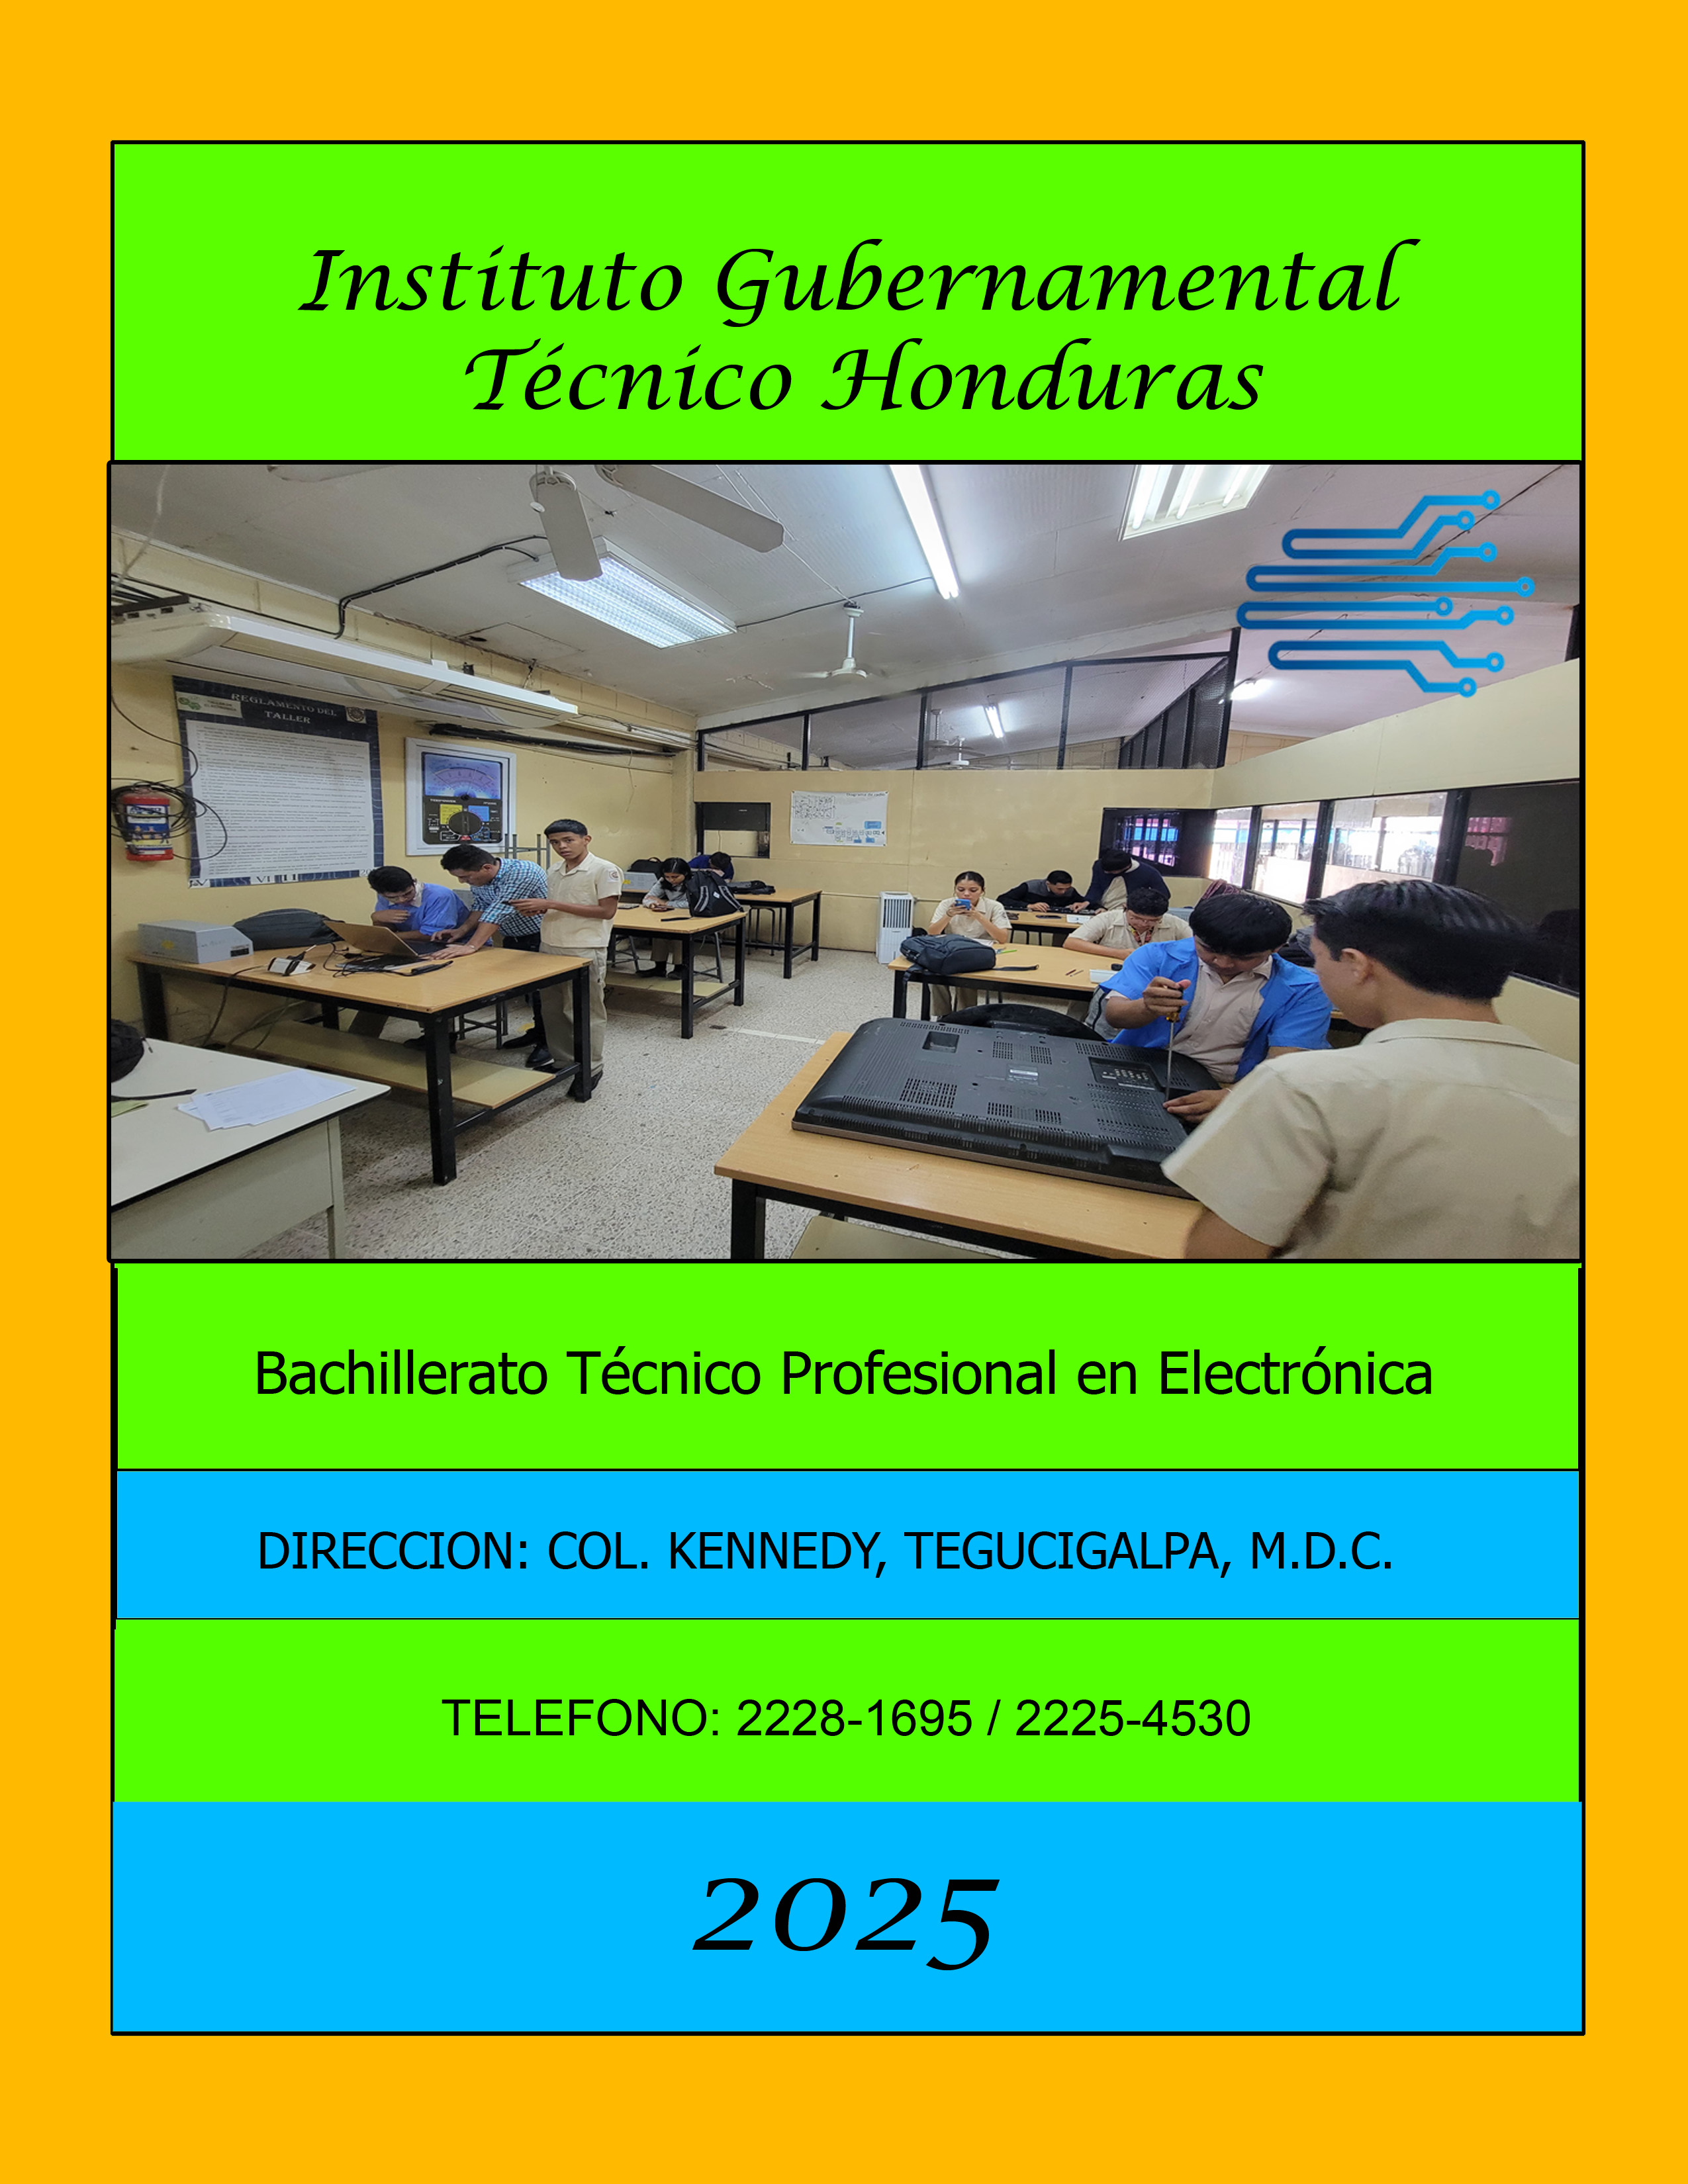 Instituto Gubernamental
Técnico Honduras
REGLAMENTO DEL
TALLER
Bachillerato Técnico Profesional en Electrónica
DIRECCION: COL. KENNEDY, TEGUCIGALPA, M.D.C.
TELEFONO: 2228-1695 / 2225-4530
2025